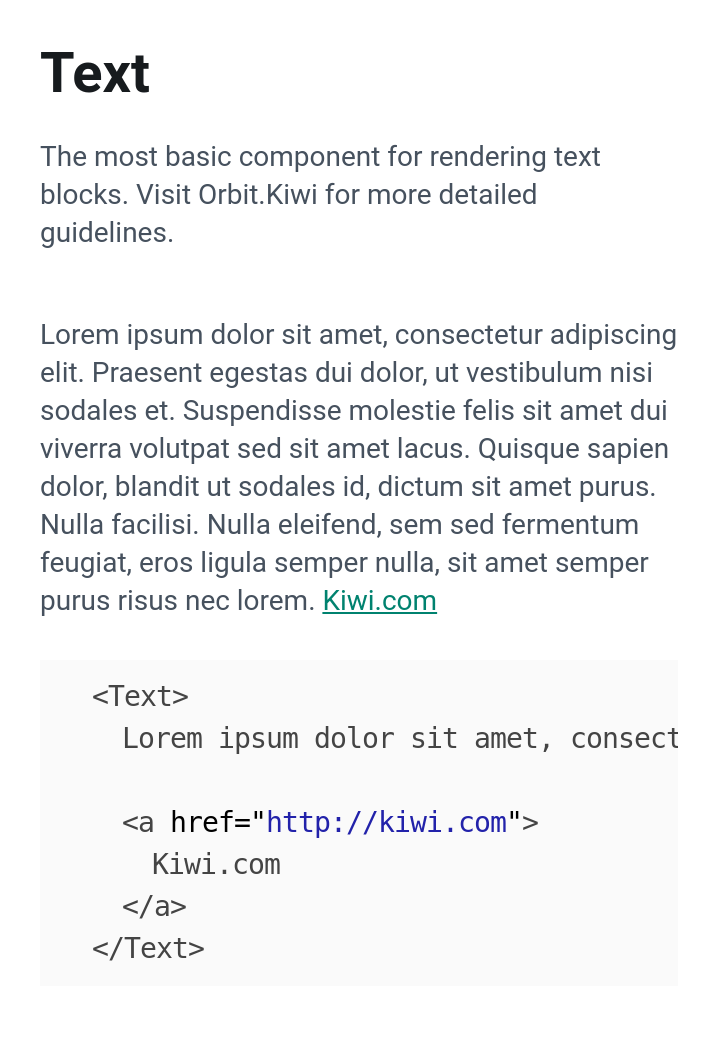 Text
The most basic component for rendering text
blocks. Visit Orbit.Kiwi for more detailed
guidelines.
Lorem ipsum dolor sit amet, consectetur adipiscing
elit. Praesent egestas dui dolor, ut vestibulum nisi
sodales et. Suspendisse molestie felis sit amet dui
viverra volutpat sed sit amet lacus. Quisque sapien
dolor, blandit ut sodales id, dictum sit amet purus.
Nulla facilisi. Nulla eleifend, sem sed fermentum
feugiat, eros ligula semper nulla, sit amet semper
purus risus nec lorem. Kiwi.com
<Text>
Lorem ipsum dolor sit amet, consect
<a href="http://kiwi.com">
Kiwi.com
</a>
</Text>